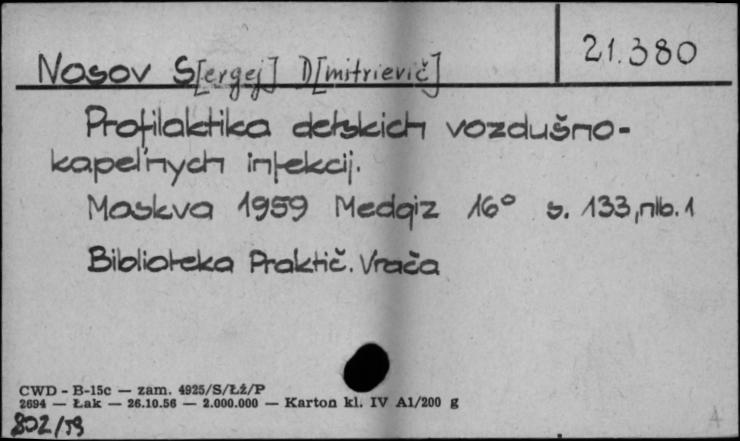 21.380
Nosov S[ergej] D[mitrievič]
Profilaktika detskich vozdušno-
kapel'nych infekcij.
Moskva 1959 Medgiz 16° s. 133, nlb. 1
Biblioteka Praktič. Vrača
CWD - B-15c — zam. 4925/S/Łż/P
2694 — Łak — 26.10.56 — 2.000.000 — Karton kl. IV A1/200 g
802/59